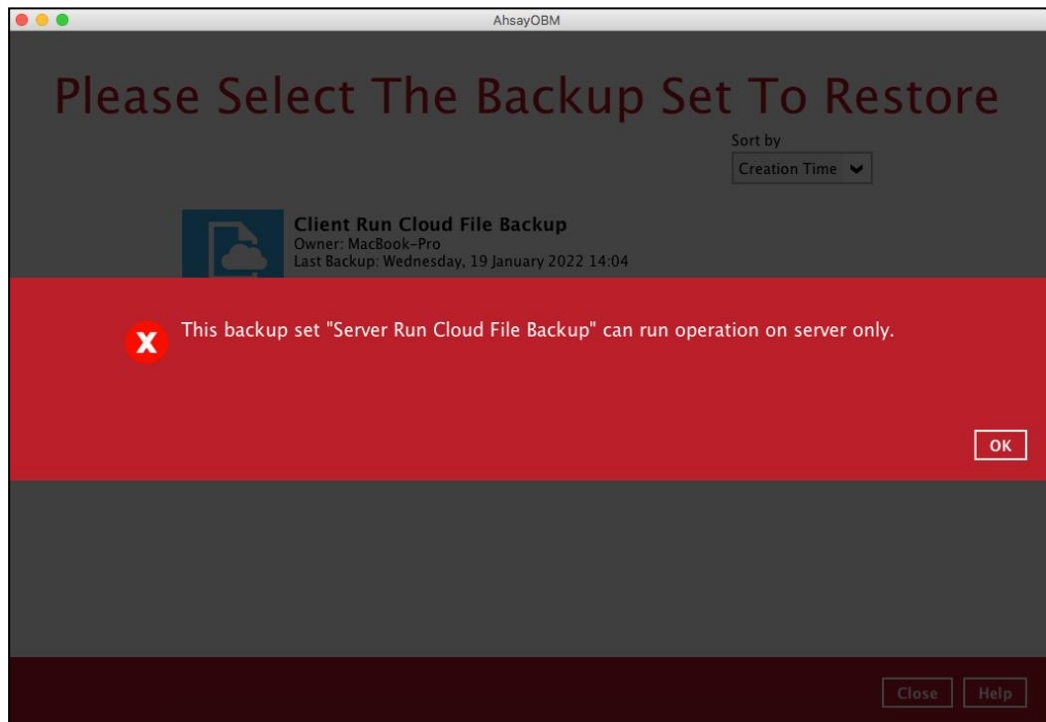 AhsayOBM
Please Select The Backup Set To Restore
Sort by
Creation Time
Client Run Cloud File Backup
Owner: MacBook-Pro
Last Backup: Wednesday, 19 January 2022 14:04
X
This backup set "Server Run Cloud File Backup" can run operation on server only.
OK
Close Help